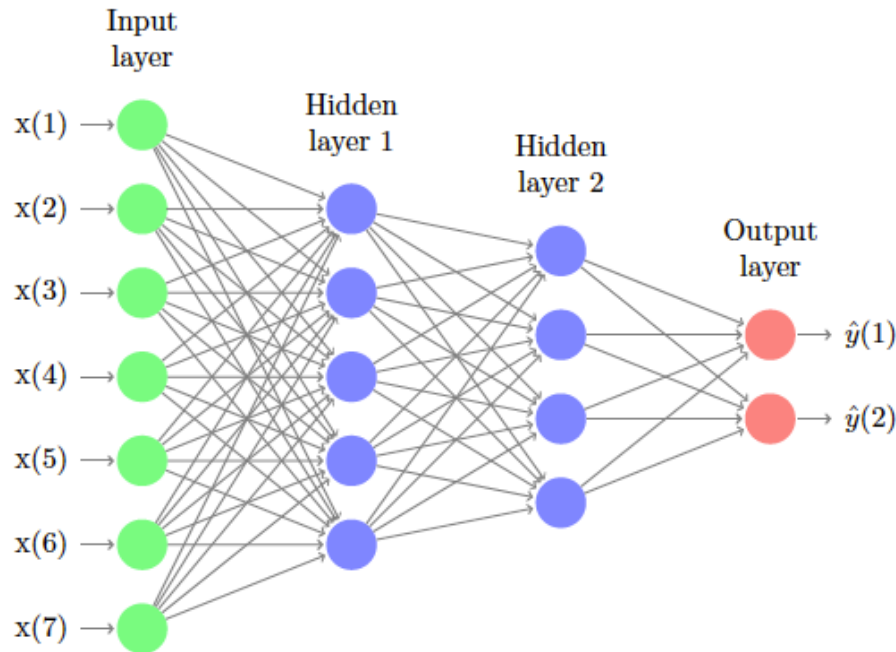 Input
layer
Hidden
layer 1
Hidden
layer 2
Output
layer
x(1)
x(2)
x(3)
x(4)
x(5)
x(6)
x(7)
ŷ(1)
ŷ(2)